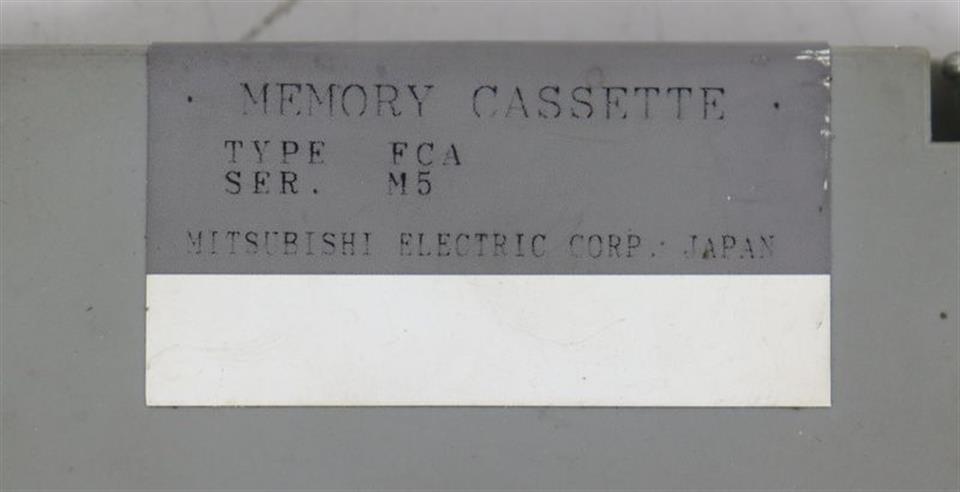 · MEMORY CASSETTE ·
TYPE FCA
SER. M5
MITSUBISHI ELECTRIC CORP. JAPAN